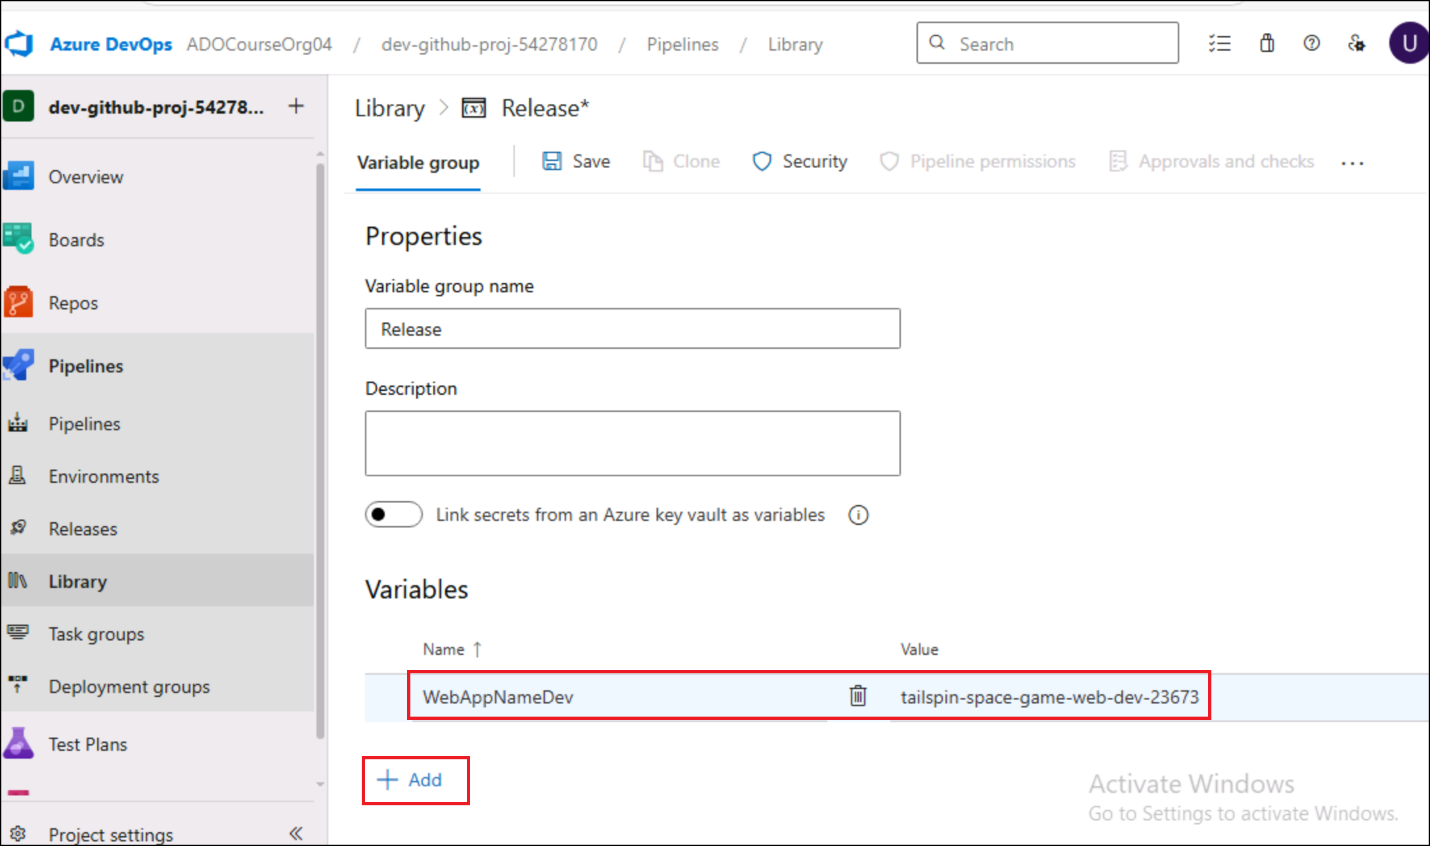 Azure DevOps ADOCourseOrg04 / dev-github-proj-54278170 / Pipelines / Library
Search
U
D dev-github-proj-54278...
Overview
Boards
Repos
Pipelines
Pipelines
Environments
Releases
Library
Task groups
Deployment groups
Test Plans
Project settings
Library > (x) Release*
Variable group Save Clone Security Pipeline permissions Approvals and checks ...
Properties
Variable group name
Release
Description
Link secrets from an Azure key vault as variables
Variables
Name ↑ Value
WebAppNameDev tailspin-space-game-web-dev-23673
+ Add
Activate Windows
Go to Settings to activate Windows.